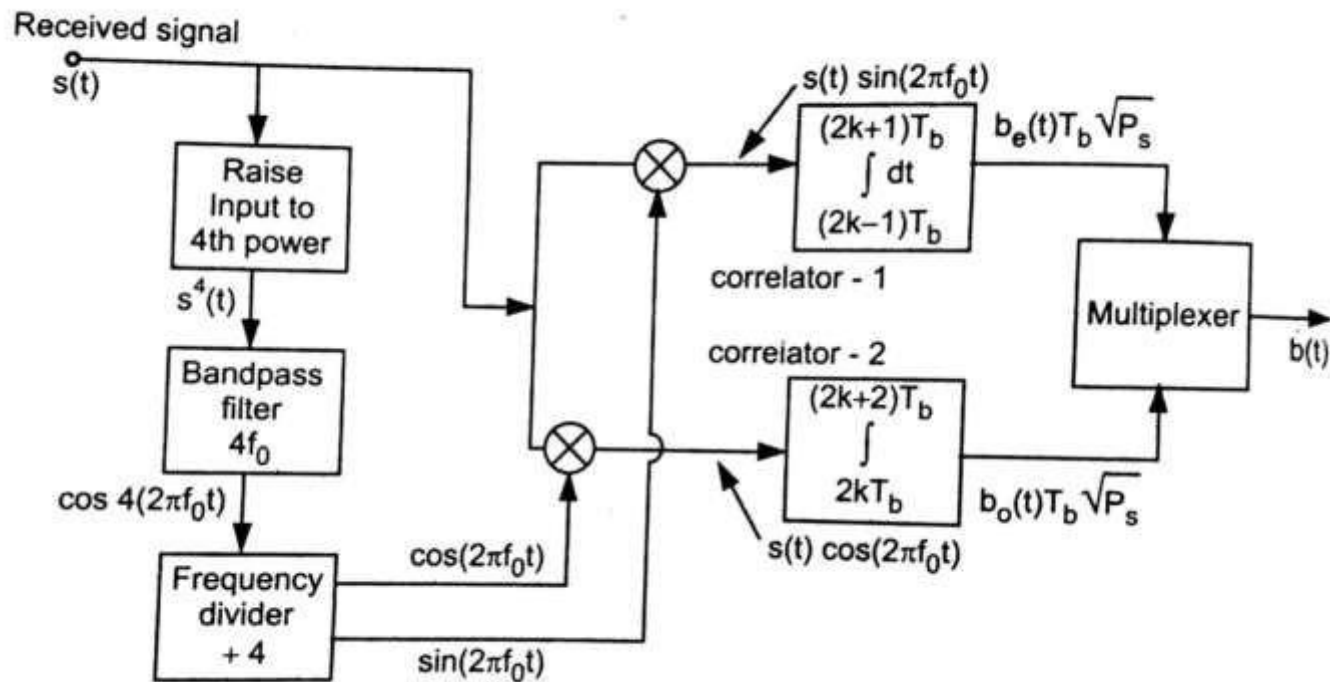 Received signal
s(t)
Raise
Input to
4th power
s⁴(t)
Bandpass
filter
4f₀
cos 4(2πf₀t)
Frequency
divider
+ 4
cos(2πf₀t)
sin(2πf₀t)
s(t) sin(2πf₀t)
(2k+1)T_b
∫ dt
(2k−1)T_b
correlator - 1
b_e(t)T_b √P_s
correiator - 2
(2k+2)T_b
∫
2kT_b
s(t) cos(2πf₀t)
b_o(t)T_b √P_s
Multiplexer
b(t)